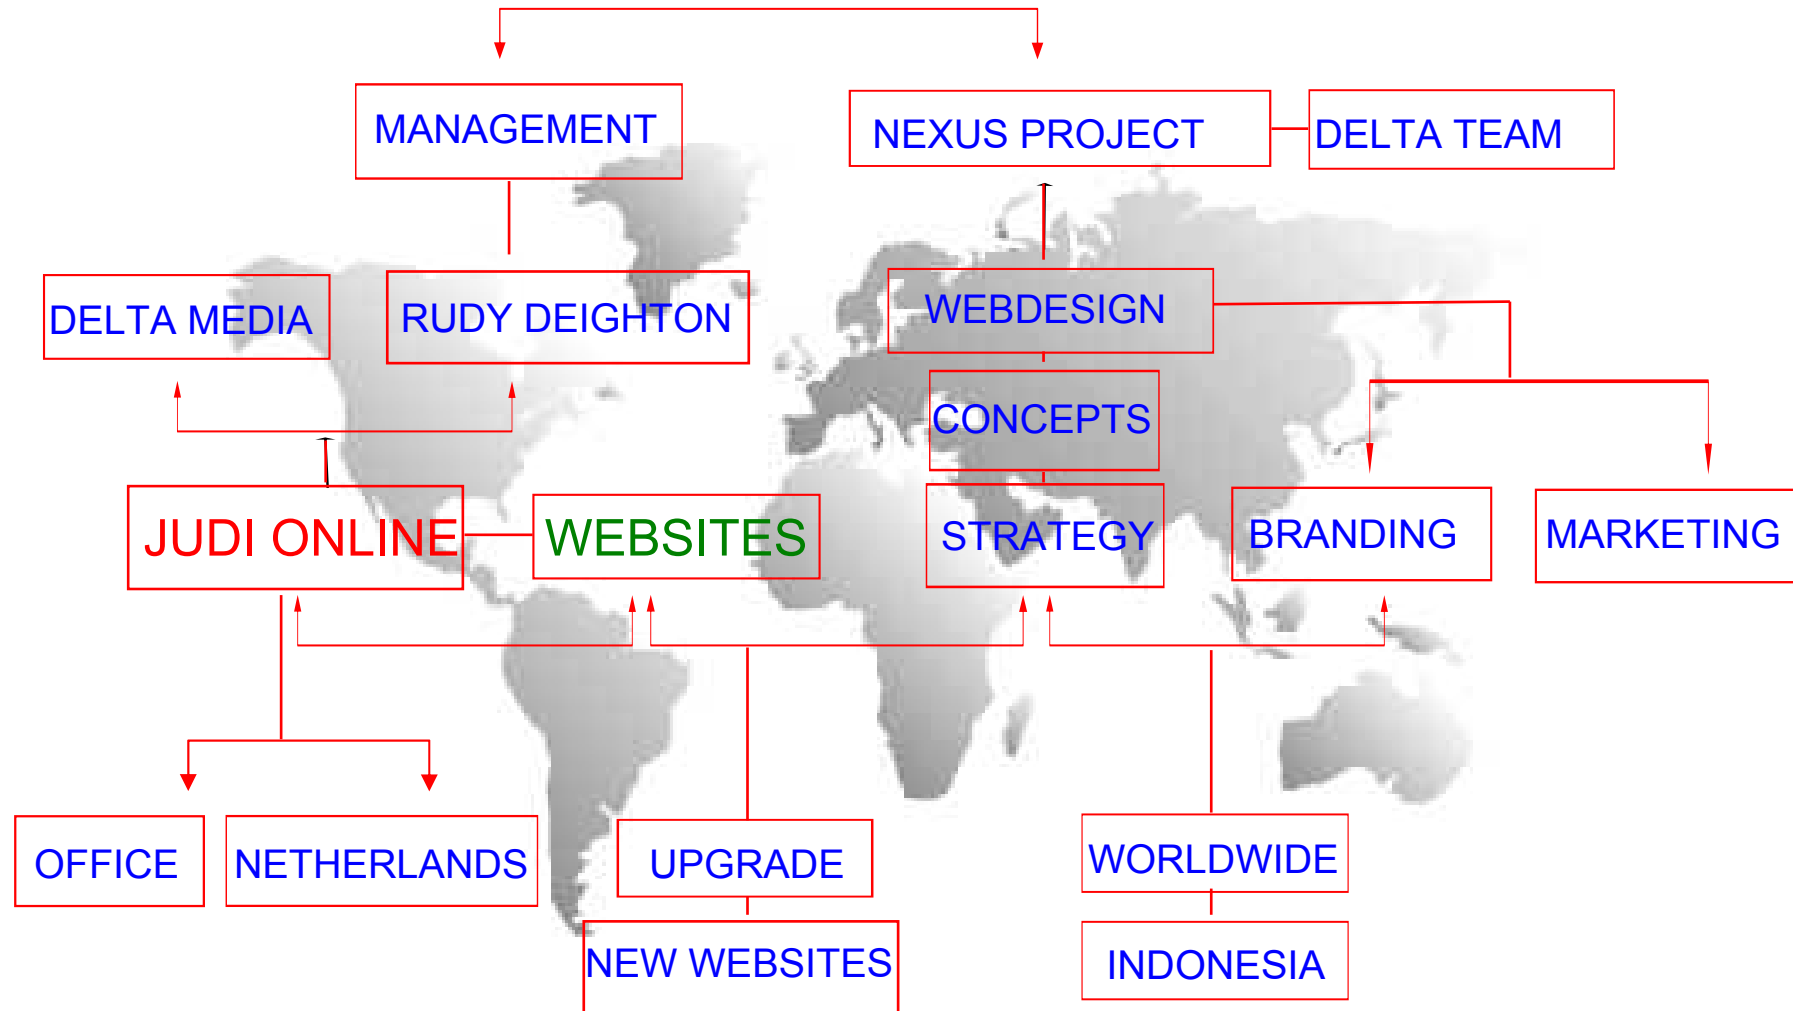 MANAGEMENT
NEXUS PROJECT
DELTA TEAM
DELTA MEDIA
RUDY DEIGHTON
WEBDESIGN
CONCEPTS
JUDI ONLINE
WEBSITES
STRATEGY
BRANDING
MARKETING
OFFICE
NETHERLANDS
UPGRADE
WORLDWIDE
NEW WEBSITES
INDONESIA